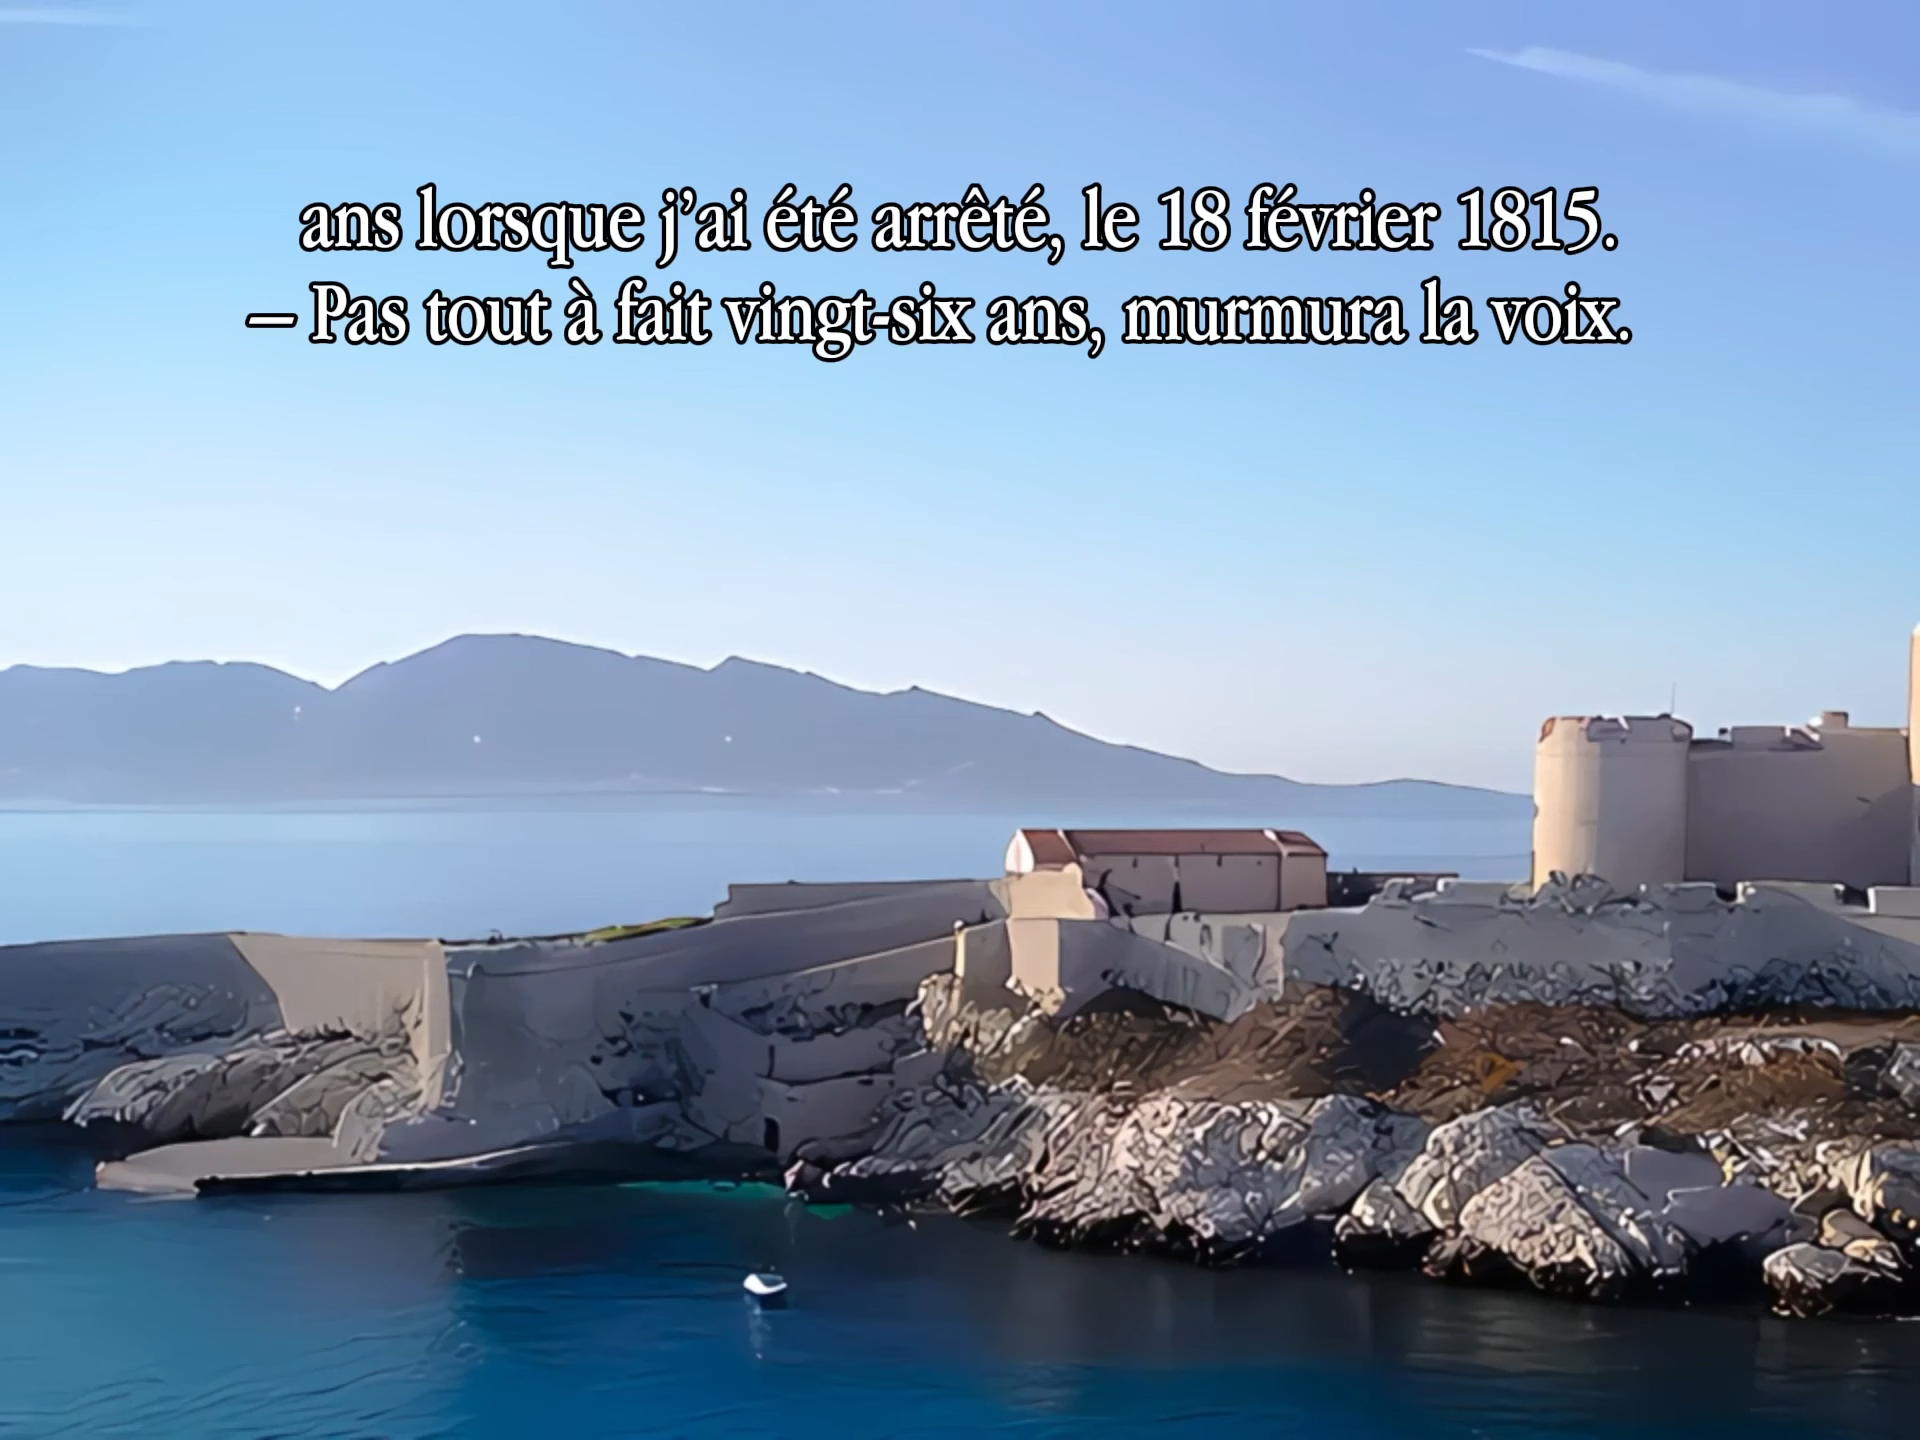 ans lorsque j’ai été arrêté, le 18 février 1815.
– Pas tout à fait vingt-six ans, murmura la voix.